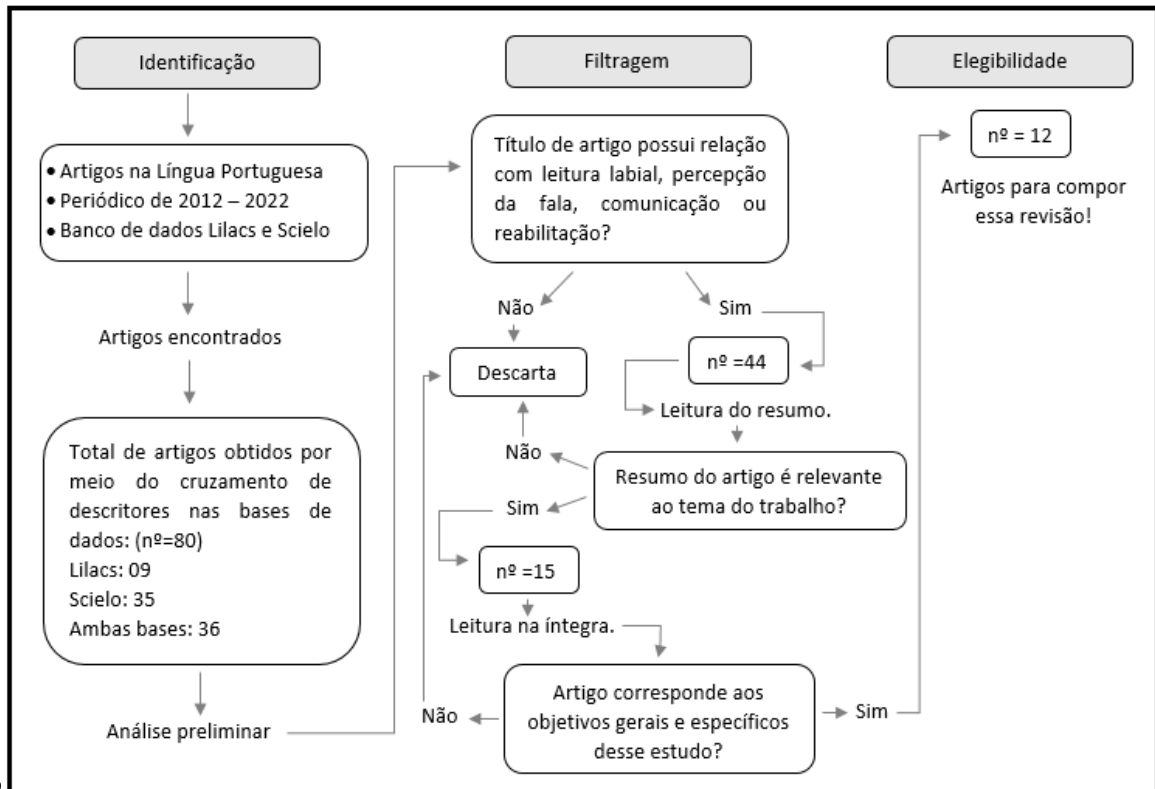 Identificação
• Artigos na Língua Portuguesa
• Periódico de 2012 – 2022
• Banco de dados Lilacs e Scielo
Artigos encontrados
Total de artigos obtidos por
meio do cruzamento de
descritores nas bases de
dados: (nº=80)
Lilacs: 09
Scielo: 35
Ambas bases: 36
Análise preliminar
Filtragem
Título de artigo possui relação
com leitura labial, percepção
da fala, comunicação ou
reabilitação?
Não
Sim
Descarta
nº =44
Leitura do resumo.
Não
Resumo do artigo é relevante
ao tema do trabalho?
Sim
nº =15
Leitura na íntegra.
Artigo corresponde aos
objetivos gerais e específicos
desse estudo?
Não
Sim
Elegibilidade
nº = 12
Artigos para compor
essa revisão!